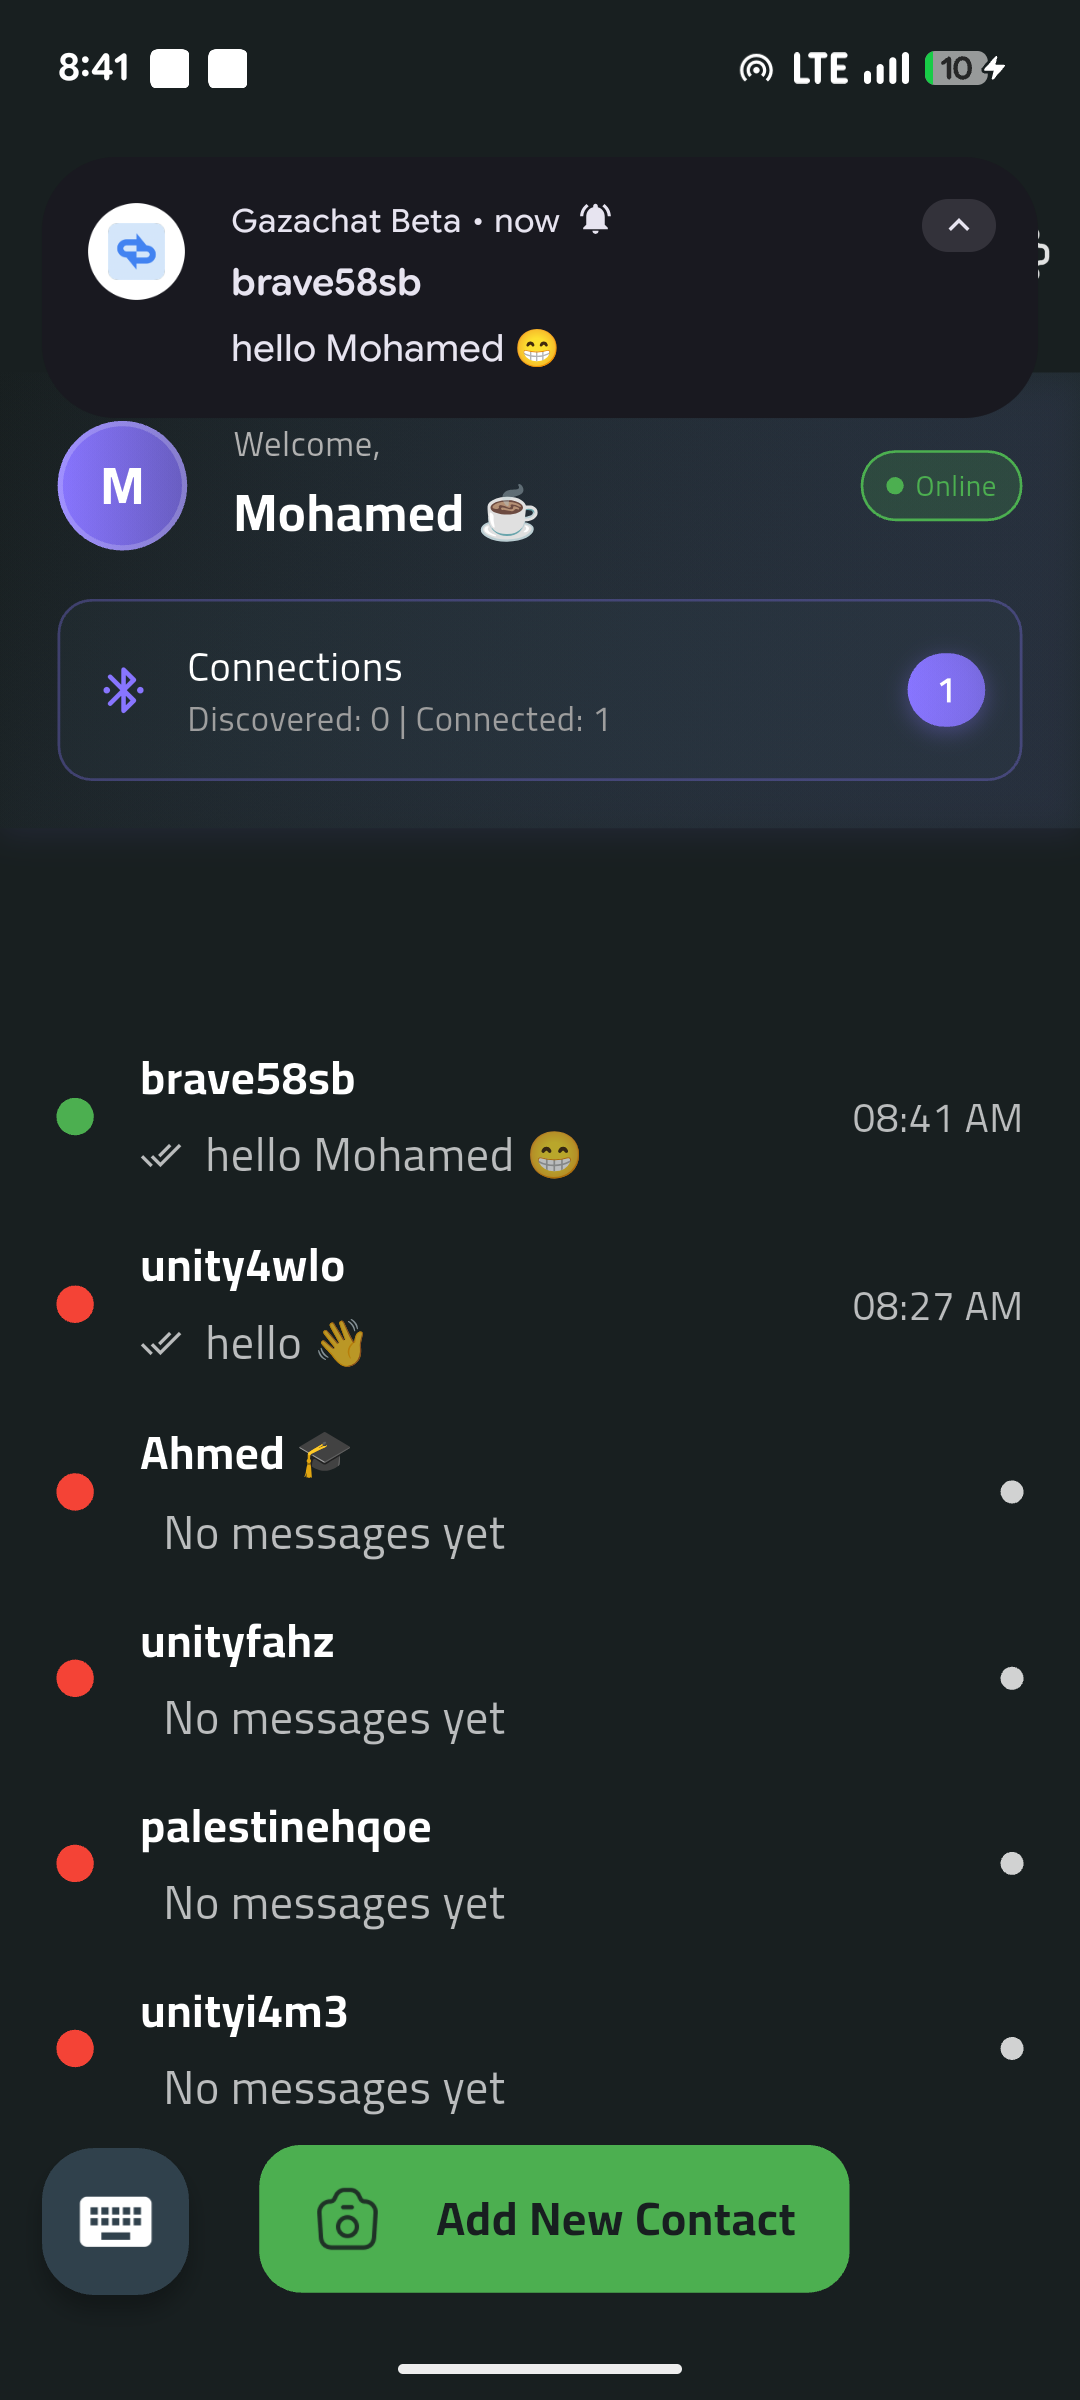 8:41
LTE
10
Gazachat Beta • now
brave58sb
hello Mohamed 😁
M
Welcome,
Mohamed ☕
Online
Connections
Discovered: 0 | Connected: 1
1
brave58sb
hello Mohamed 😁
08:41 AM
unity4wlo
hello 👋
08:27 AM
Ahmed 🎓
No messages yet
unityfahz
No messages yet
palestinehqoe
No messages yet
unityi4m3
No messages yet
Add New Contact